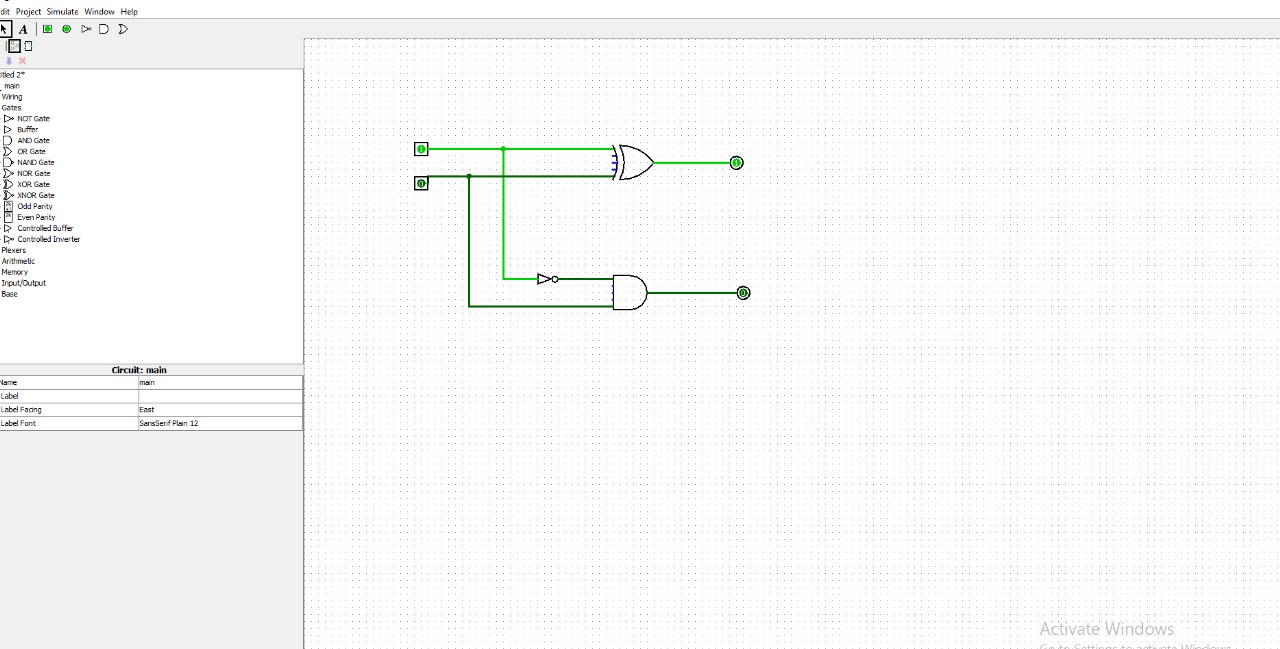 dit Project Simulate Window Help
A
itled 2*
main
Wiring
Gates
NOT Gate
Buffer
AND Gate
OR Gate
NAND Gate
NOR Gate
XOR Gate
XNOR Gate
Odd Parity
Even Parity
Controlled Buffer
Controlled Inverter
Plexers
Arithmetic
Memory
Input/Output
Base
1
0
1
0
Circuit: main
Name main
Label
Label Facing East
Label Font SansSerif Plain 12
Activate Windows
Go to Settings to activate Windows.